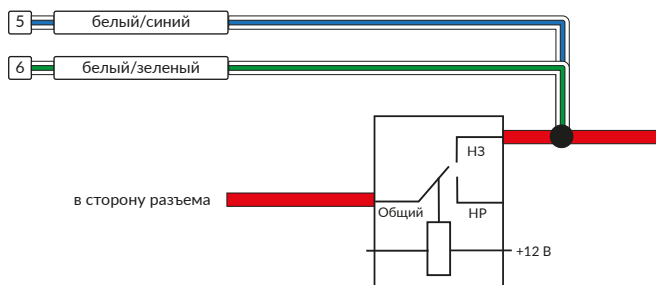 5 белый/синий
6 белый/зеленый
НЗ
в сторону разъема
Общий НР
+12 В